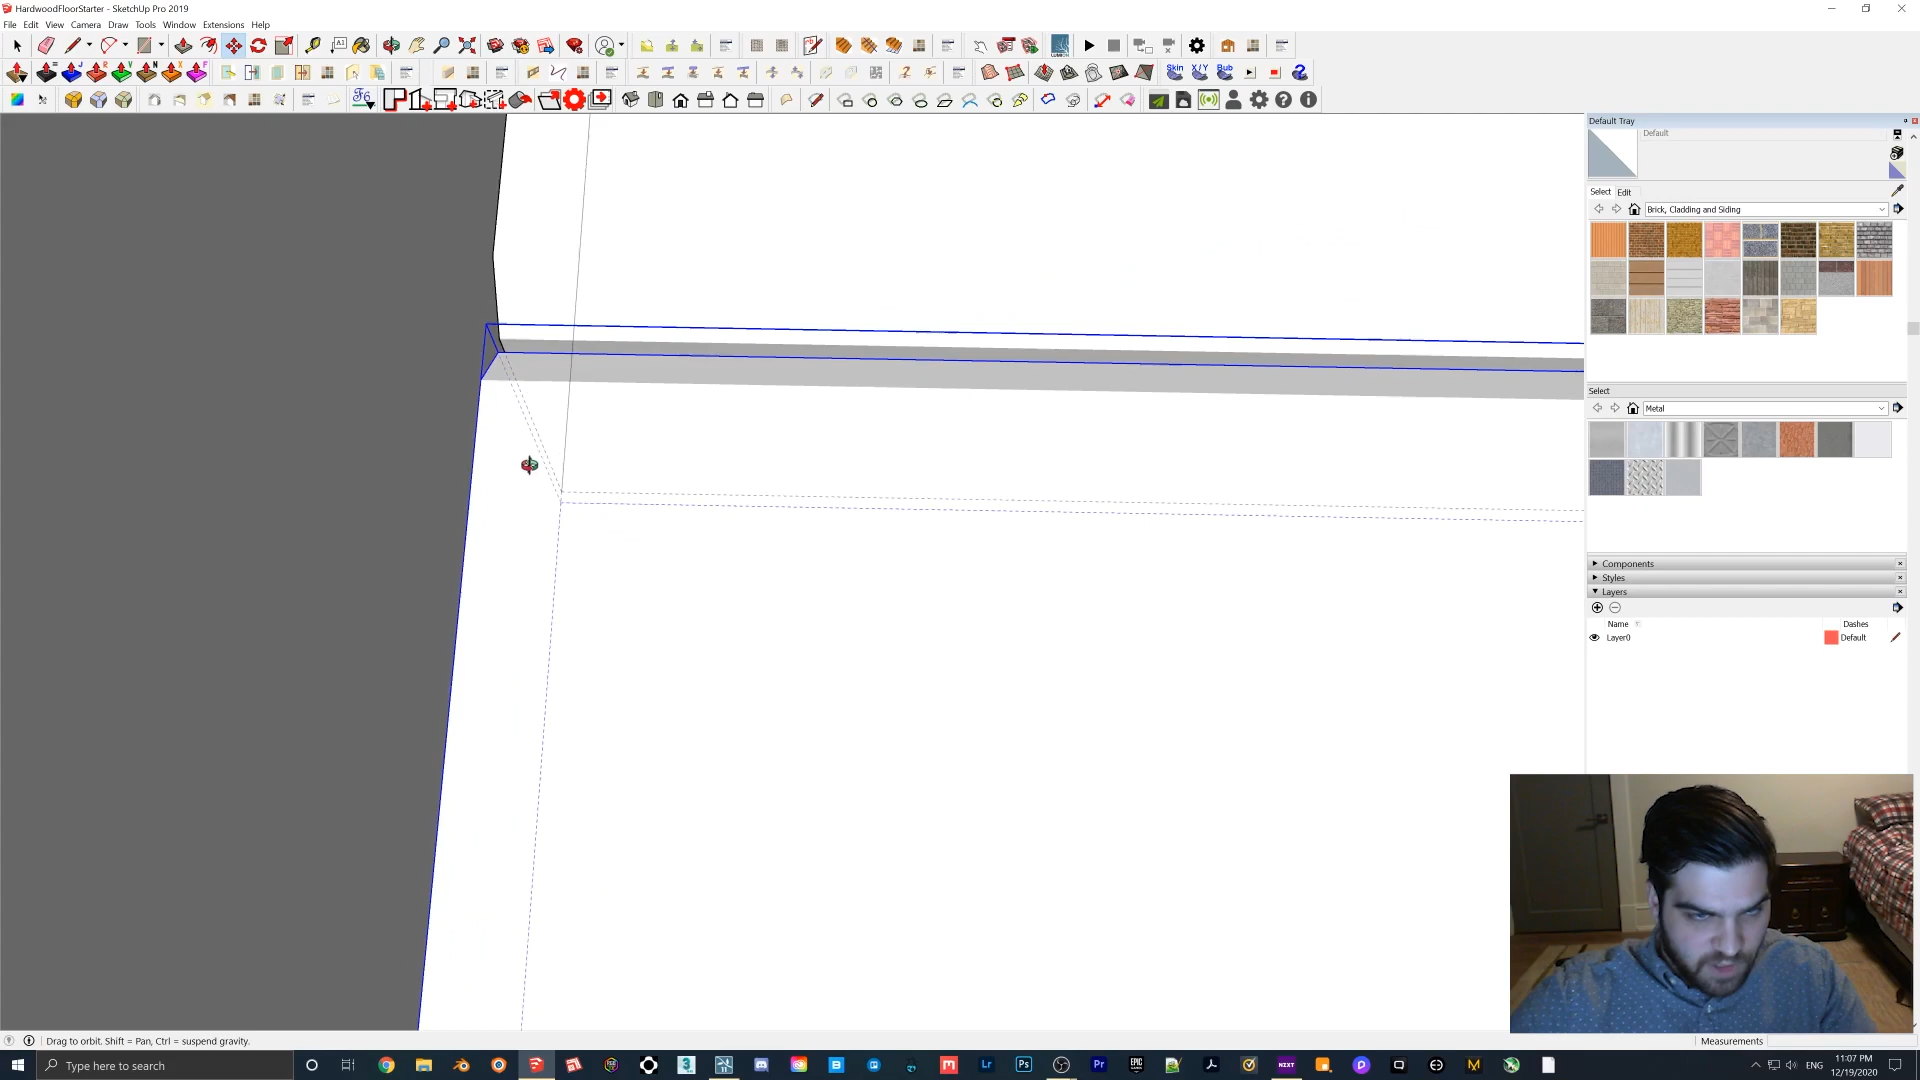 HardwoodFloorStarter - SketchUp Pro 2019
File Edit View Camera Draw Tools Window Extensions Help
Skin X/Y Bub
Default Tray
Default
Select Edit
Brick, Cladding and Siding
Select
Metal
Components
Styles
Layers
Name Dashes
Layer0 Default
Drag to orbit. Shift = Pan, Ctrl = suspend gravity.
Measurements
Type here to search
ENG
11:07 PM
12/19/2020